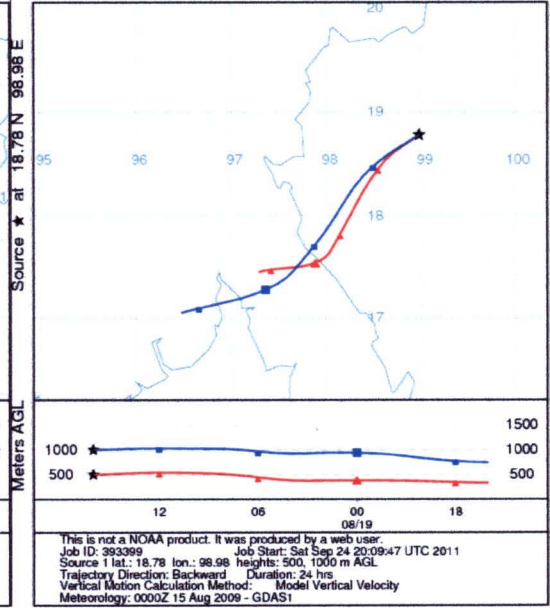 Source ★ at 18.78 N 98.98 E
20
19
95 96 97 98 99 100
18
17
Meters AGL
1500
1000 1000
500 500
12 06 00 18
08/19
This is not a NOAA product. It was produced by a web user.
Job ID: 393399 Job Start: Sat Sep 24 20:09:47 UTC 2011
Source 1 lat.: 18.78 lon.: 98.98 heights: 500, 1000 m AGL
Trajectory Direction: Backward Duration: 24 hrs
Vertical Motion Calculation Method: Model Vertical Velocity
Meteorology: 0000Z 15 Aug 2009 - GDAS1